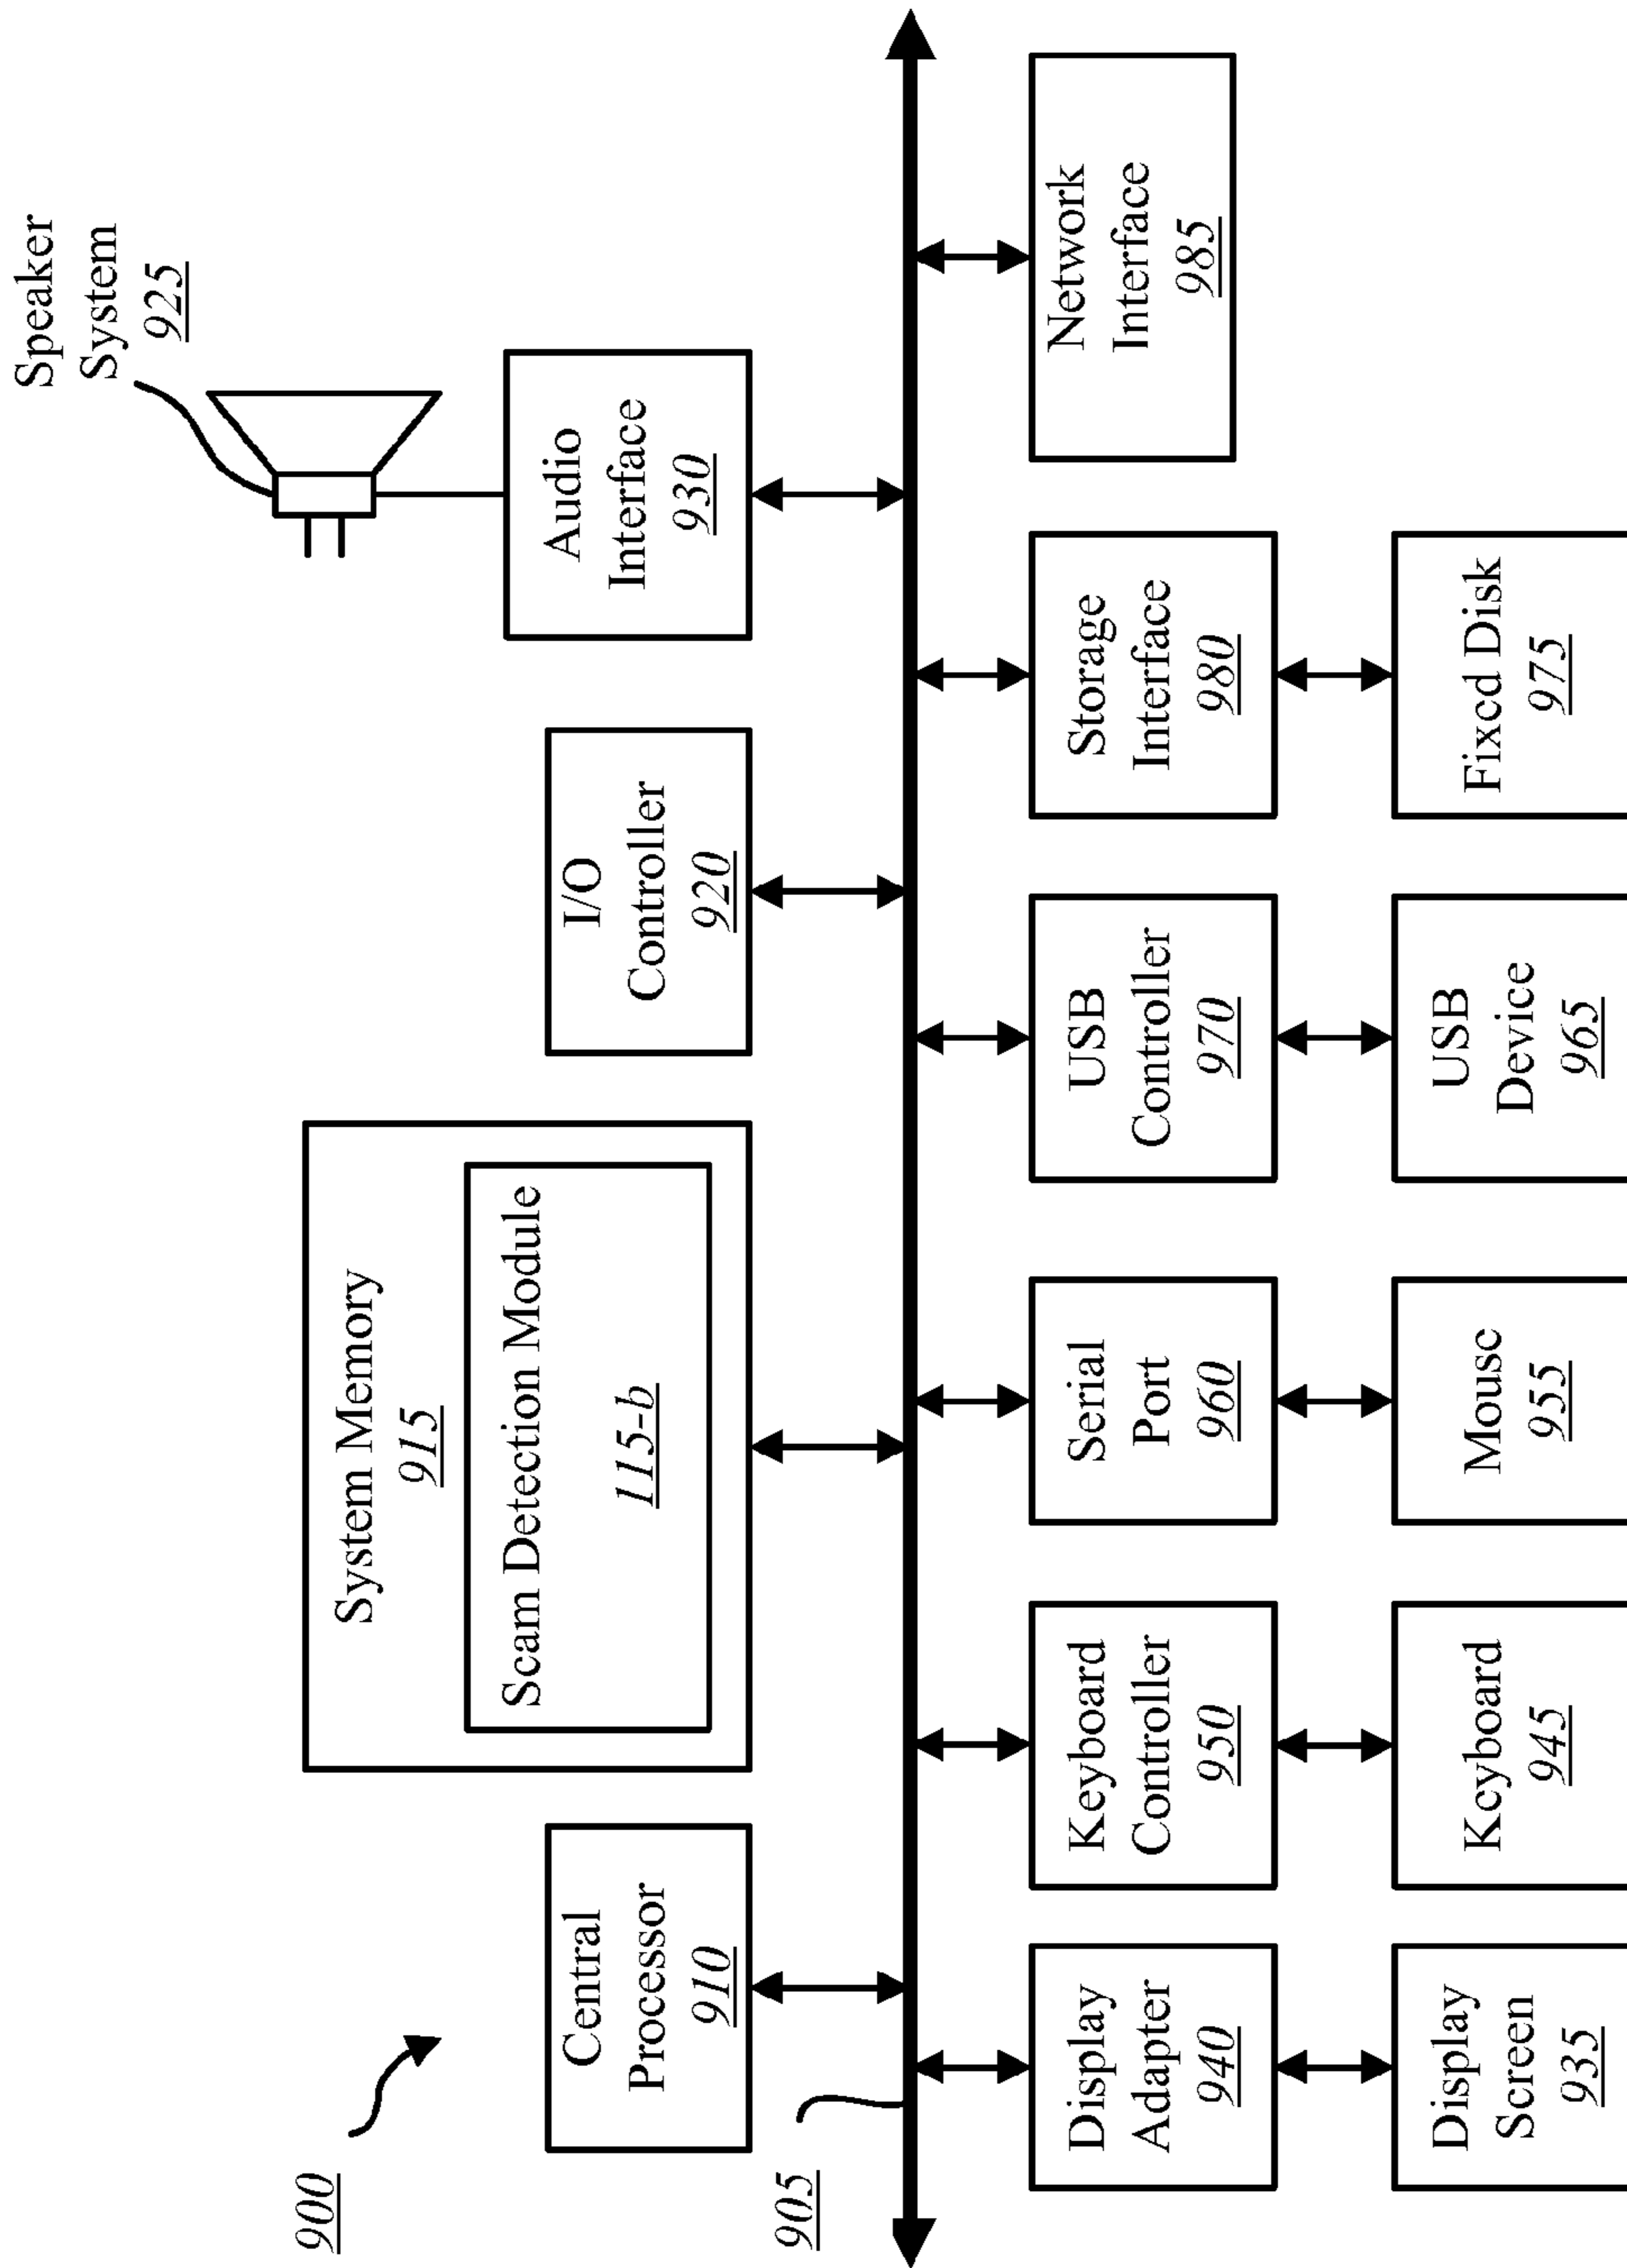 900
Speaker
System
925
Central
Processor
910
System Memory
915
Scam Detection Module
115-b
I/O
Controller
920
Audio
Interface
930
905
Display
Adapter
940
Keyboard
Controller
950
Serial
Port
960
USB
Controller
970
Storage
Interface
980
Network
Interface
985
Display
Screen
935
Keyboard
945
Mouse
955
USB
Device
965
Fixed Disk
975